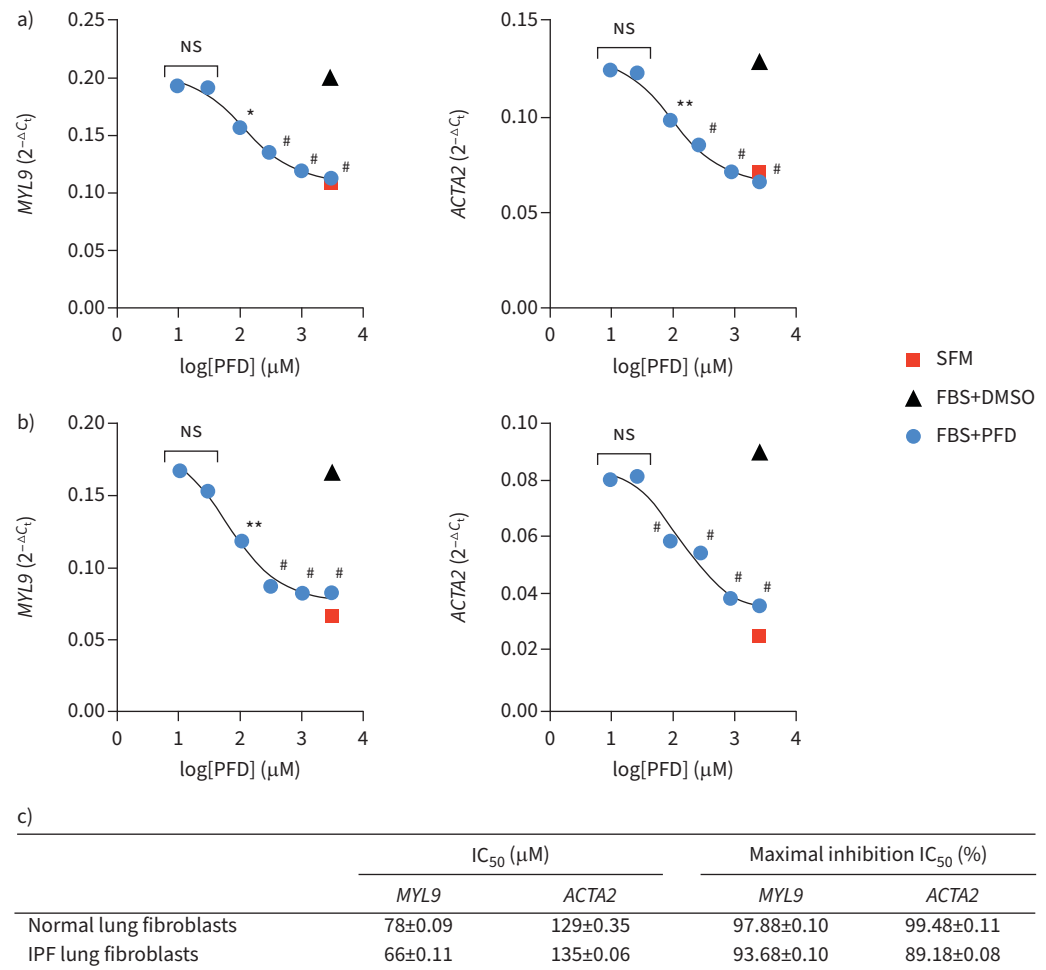 a)
0.25
0.20
0.15
0.10
0.05
0.00
MYL9 (2⁻ΔCt)
NS
*
#
#
#
0 1 2 3 4
log[PFD] (μM)
0.15
0.10
0.05
0.00
ACTA2 (2⁻ΔCt)
NS
**
#
#
#
0 1 2 3 4
log[PFD] (μM)
SFM
FBS+DMSO
FBS+PFD
b)
0.20
0.15
0.10
0.05
0.00
MYL9 (2⁻ΔCt)
NS
**
#
#
#
0 1 2 3 4
log[PFD] (μM)
0.10
0.08
0.06
0.04
0.02
0.00
ACTA2 (2⁻ΔCt)
NS
#
#
#
#
0 1 2 3 4
log[PFD] (μM)
c)
IC50 (μM) Maximal inhibition IC50 (%)
MYL9 ACTA2 MYL9 ACTA2
Normal lung fibroblasts 78±0.09 129±0.35 97.88±0.10 99.48±0.11
IPF lung fibroblasts 66±0.11 135±0.06 93.68±0.10 89.18±0.08